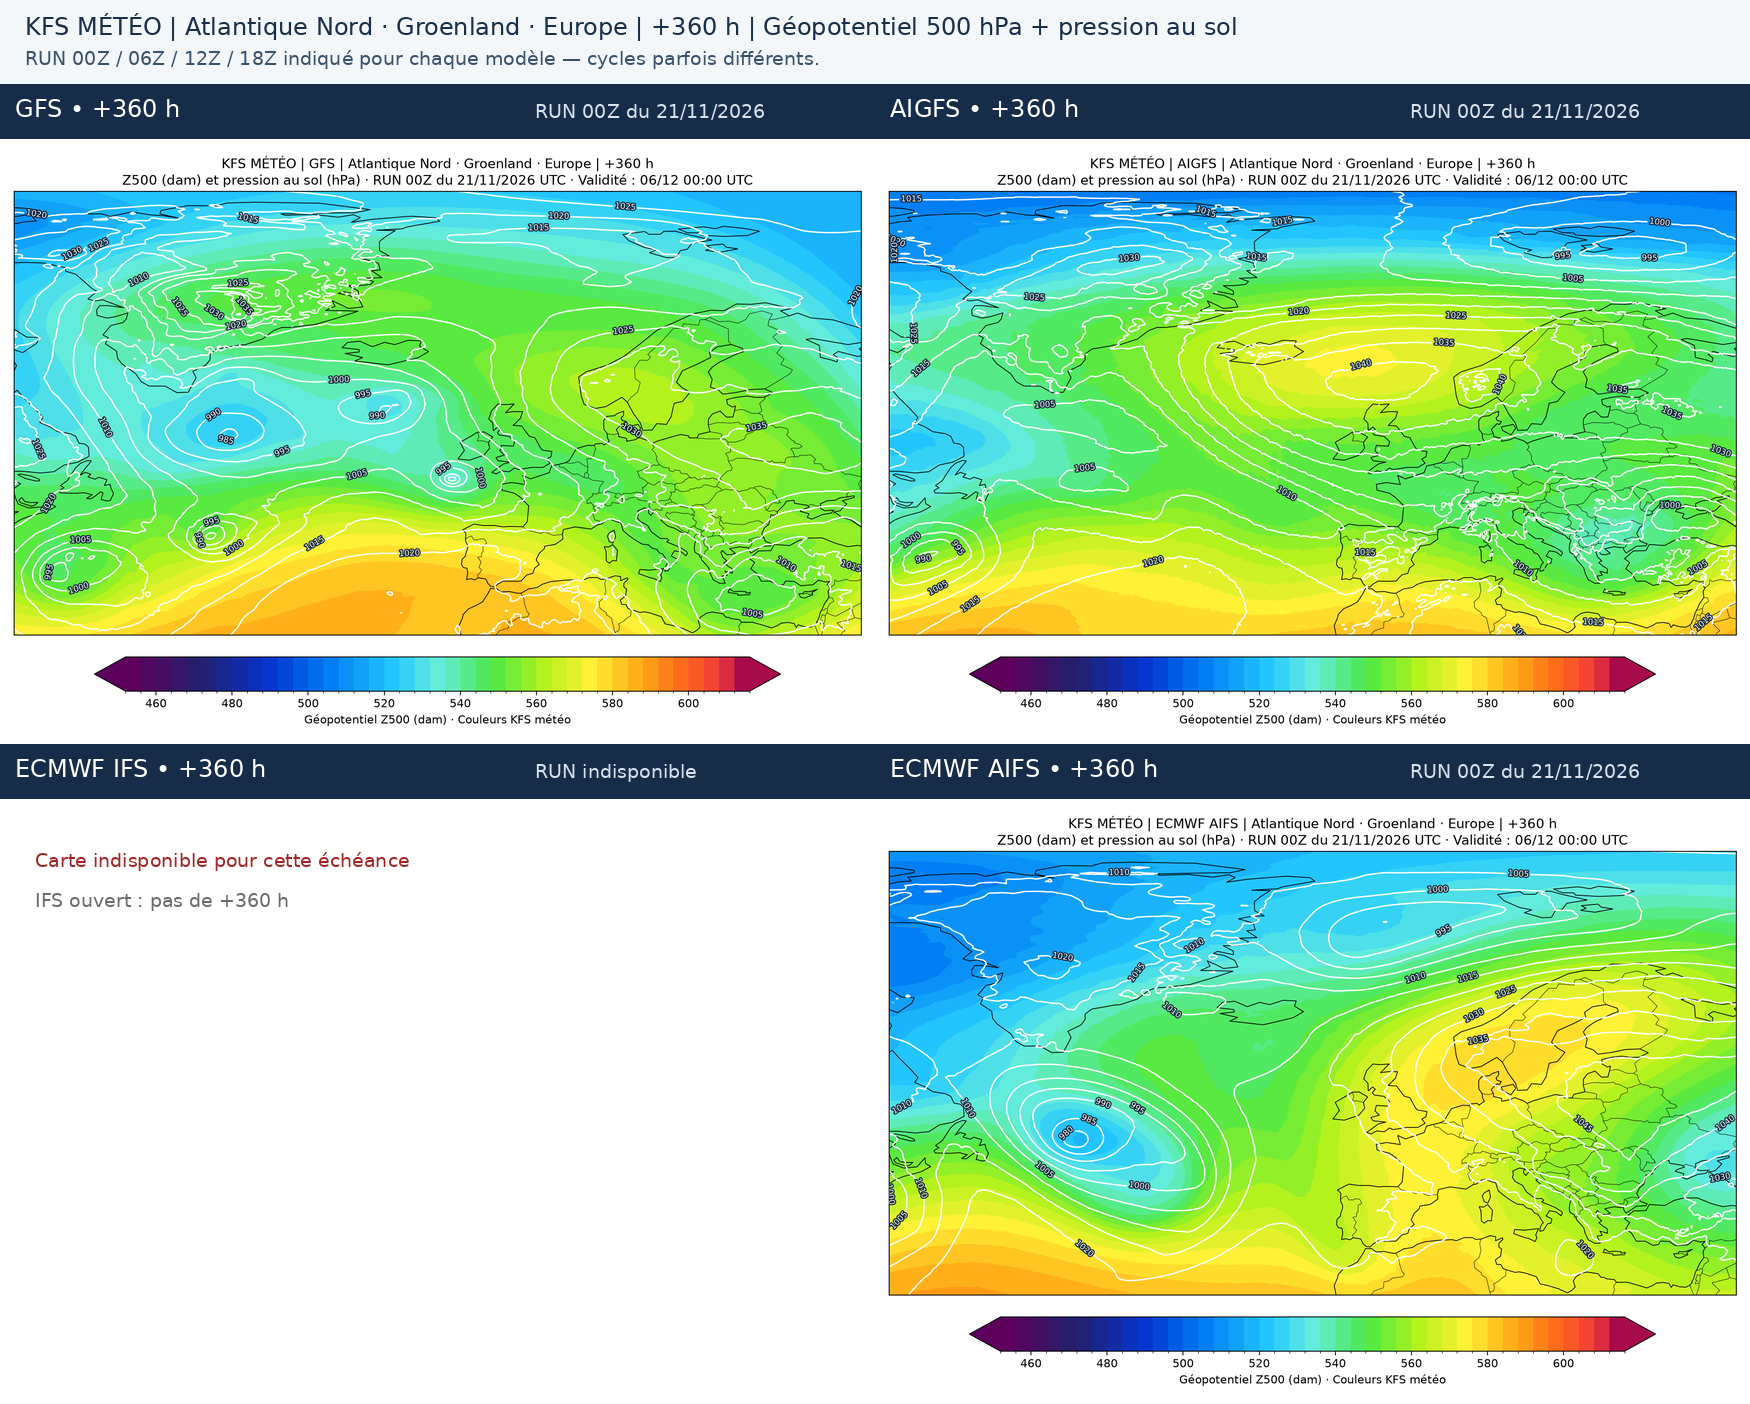 KFS MÉTÉO | Atlantique Nord · Groenland · Europe | +360 h | Géopotentiel 500 hPa + pression au sol
RUN 00Z / 06Z / 12Z / 18Z indiqué pour chaque modèle — cycles parfois différents.
GFS • +360 h
RUN 00Z du 21/11/2026
KFS MÉTÉO | GFS | Atlantique Nord · Groenland · Europe | +360 h
Z500 (dam) et pression au sol (hPa) · RUN 00Z du 21/11/2026 UTC · Validité : 06/12 00:00 UTC
460 480 500 520 540 560 580 600
Géopotentiel Z500 (dam) · Couleurs KFS météo
AIGFS • +360 h
RUN 00Z du 21/11/2026
KFS MÉTÉO | AIGFS | Atlantique Nord · Groenland · Europe | +360 h
Z500 (dam) et pression au sol (hPa) · RUN 00Z du 21/11/2026 UTC · Validité : 06/12 00:00 UTC
460 480 500 520 540 560 580 600
Géopotentiel Z500 (dam) · Couleurs KFS météo
ECMWF IFS • +360 h
RUN indisponible
Carte indisponible pour cette échéance
IFS ouvert : pas de +360 h
ECMWF AIFS • +360 h
RUN 00Z du 21/11/2026
KFS MÉTÉO | ECMWF AIFS | Atlantique Nord · Groenland · Europe | +360 h
Z500 (dam) et pression au sol (hPa) · RUN 00Z du 21/11/2026 UTC · Validité : 06/12 00:00 UTC
460 480 500 520 540 560 580 600
Géopotentiel Z500 (dam) · Couleurs KFS météo